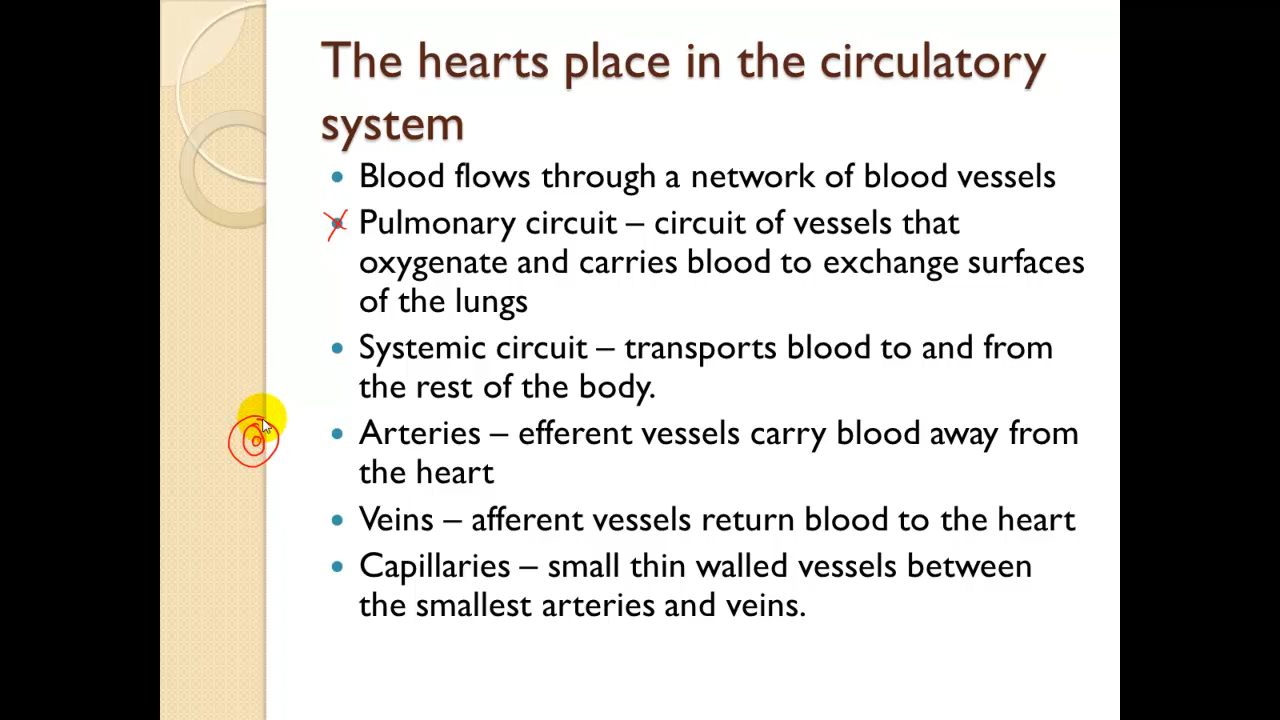 The hearts place in the circulatory
system
• Blood flows through a network of blood vessels
• Pulmonary circuit – circuit of vessels that
oxygenate and carries blood to exchange surfaces
of the lungs
• Systemic circuit – transports blood to and from
the rest of the body.
• Arteries – efferent vessels carry blood away from
the heart
• Veins – afferent vessels return blood to the heart
• Capillaries – small thin walled vessels between
the smallest arteries and veins.